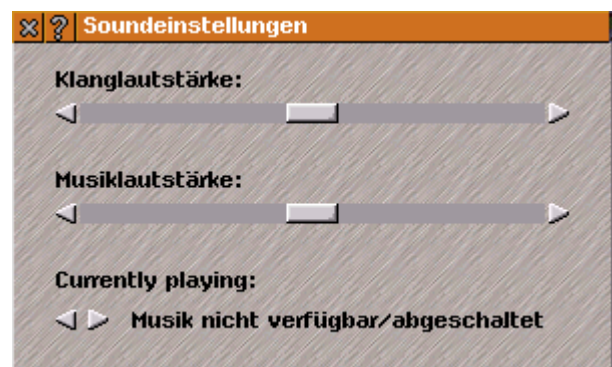 Soundeinstellungen
Klanglautstärke:
Musiklautstärke:
Currently playing:
Musik nicht verfügbar/abgeschaltet